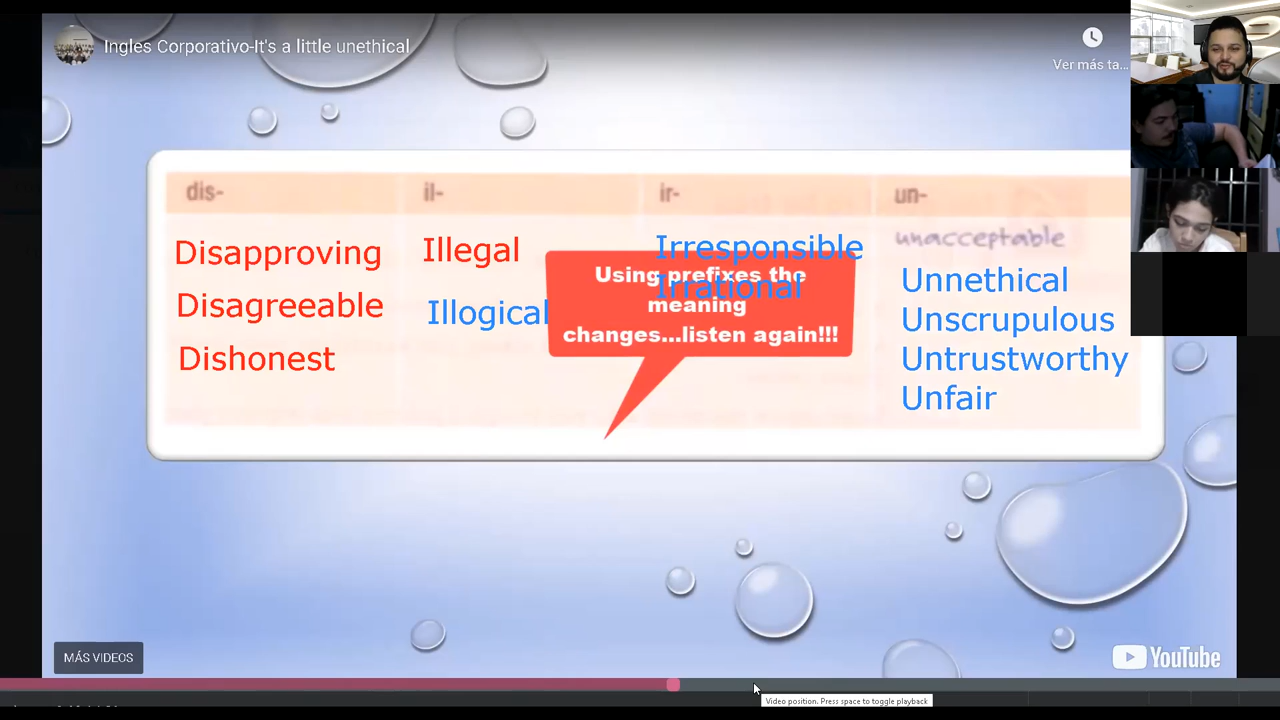 Ingles Corporativo-It's a little unethical
Ver más ta...
dis-
il-
ir-
un-
unacceptable
Disapproving
Disagreeable
Dishonest
Illegal
Illogical
Irresponsible
Irrational
Using prefixes the
meaning
changes...listen again!!!
Unnethical
Unscrupulous
Untrustworthy
Unfair
MÁS VIDEOS
YouTube
Video position. Press space to toggle playback